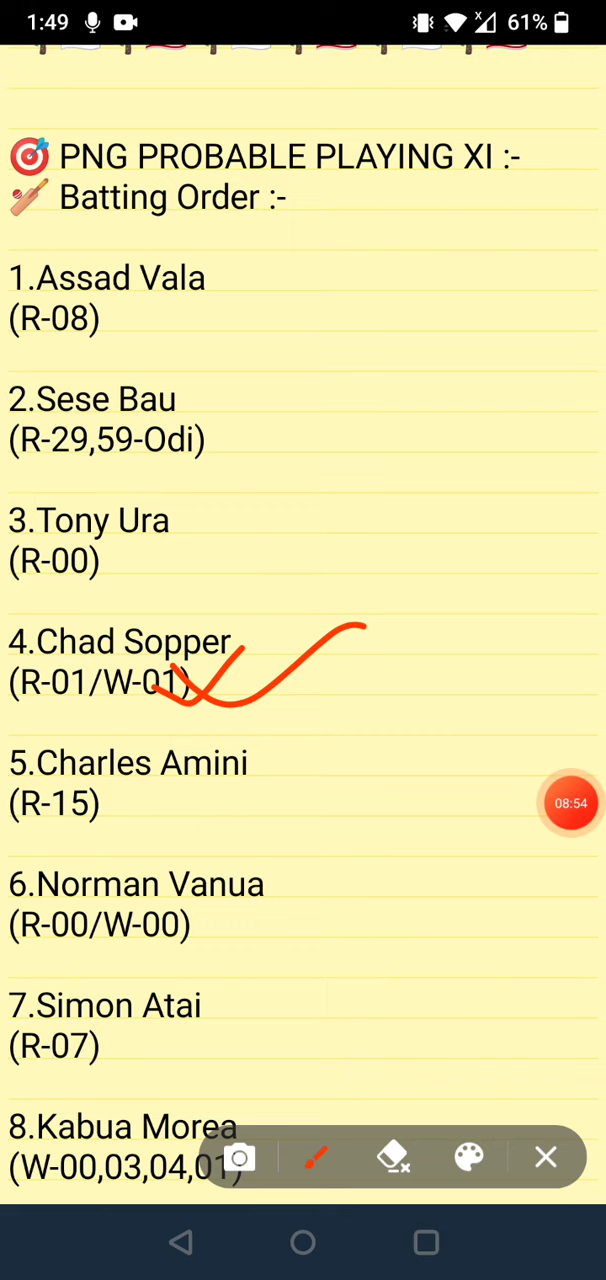 1:49
61%
🎯 PNG PROBABLE PLAYING XI :-
🏏 Batting Order :-
1.Assad Vala
(R-08)
2.Sese Bau
(R-29,59-Odi)
3.Tony Ura
(R-00)
4.Chad Sopper
(R-01/W-01)
5.Charles Amini
(R-15)
08:54
6.Norman Vanua
(R-00/W-00)
7.Simon Atai
(R-07)
8.Kabua Morea
(W-00,03,04,01)